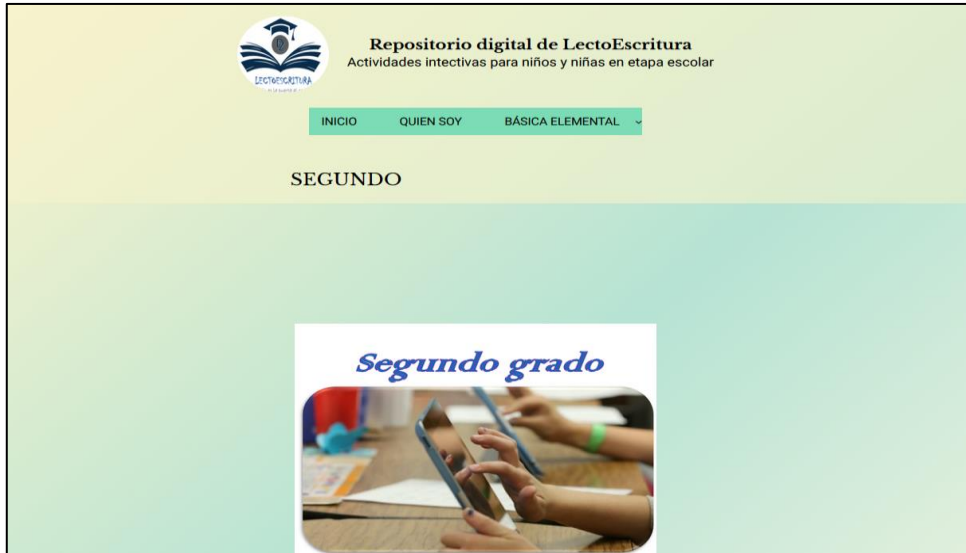 Repositorio digital de LectoEscritura
Actividades intectivas para niños y niñas en etapa escolar
LECTOESCRITURA
INICIO QUIEN SOY BÁSICA ELEMENTAL
SEGUNDO
Segundo grado